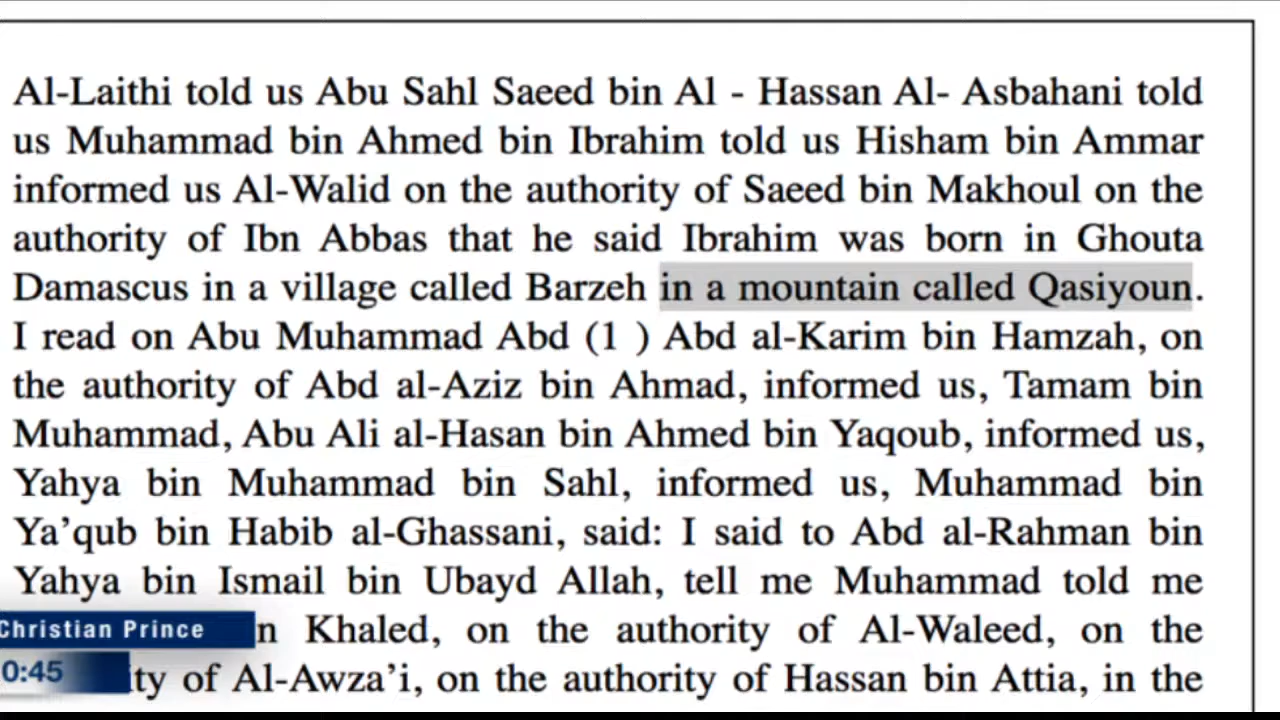 Al-Laithi told us Abu Sahl Saeed bin Al - Hassan Al- Asbahani told
us Muhammad bin Ahmed bin Ibrahim told us Hisham bin Ammar
informed us Al-Walid on the authority of Saeed bin Makhoul on the
authority of Ibn Abbas that he said Ibrahim was born in Ghouta
Damascus in a village called Barzeh in a mountain called Qasiyoun.
I read on Abu Muhammad Abd (1 ) Abd al-Karim bin Hamzah, on
the authority of Abd al-Aziz bin Ahmad, informed us, Tamam bin
Muhammad, Abu Ali al-Hasan bin Ahmed bin Yaqoub, informed us,
Yahya bin Muhammad bin Sahl, informed us, Muhammad bin
Ya’qub bin Habib al-Ghassani, said: I said to Abd al-Rahman bin
Yahya bin Ismail bin Ubayd Allah, tell me Muhammad told me
Christian Prince n Khaled, on the authority of Al-Waleed, on the
0:45 ity of Al-Awza’i, on the authority of Hassan bin Attia, in the